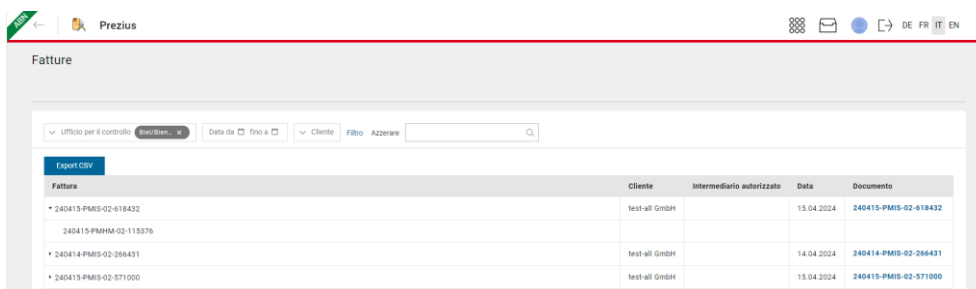 ABN
Prezius DE FR IT EN
Fatture
Ufficio per il controllo Biel/Bien... × Data da fino a Cliente Filtro Azzerare
Export CSV
Fattura Cliente Intermediario autorizzato Data Documento
240415-PMIS-02-618432 test-all GmbH 15.04.2024 240415-PMIS-02-618432
240415-PMHM-02-115376
240414-PMIS-02-266431 test-all GmbH 14.04.2024 240414-PMIS-02-266431
240415-PMIS-02-571000 test-all GmbH 15.04.2024 240415-PMIS-02-571000